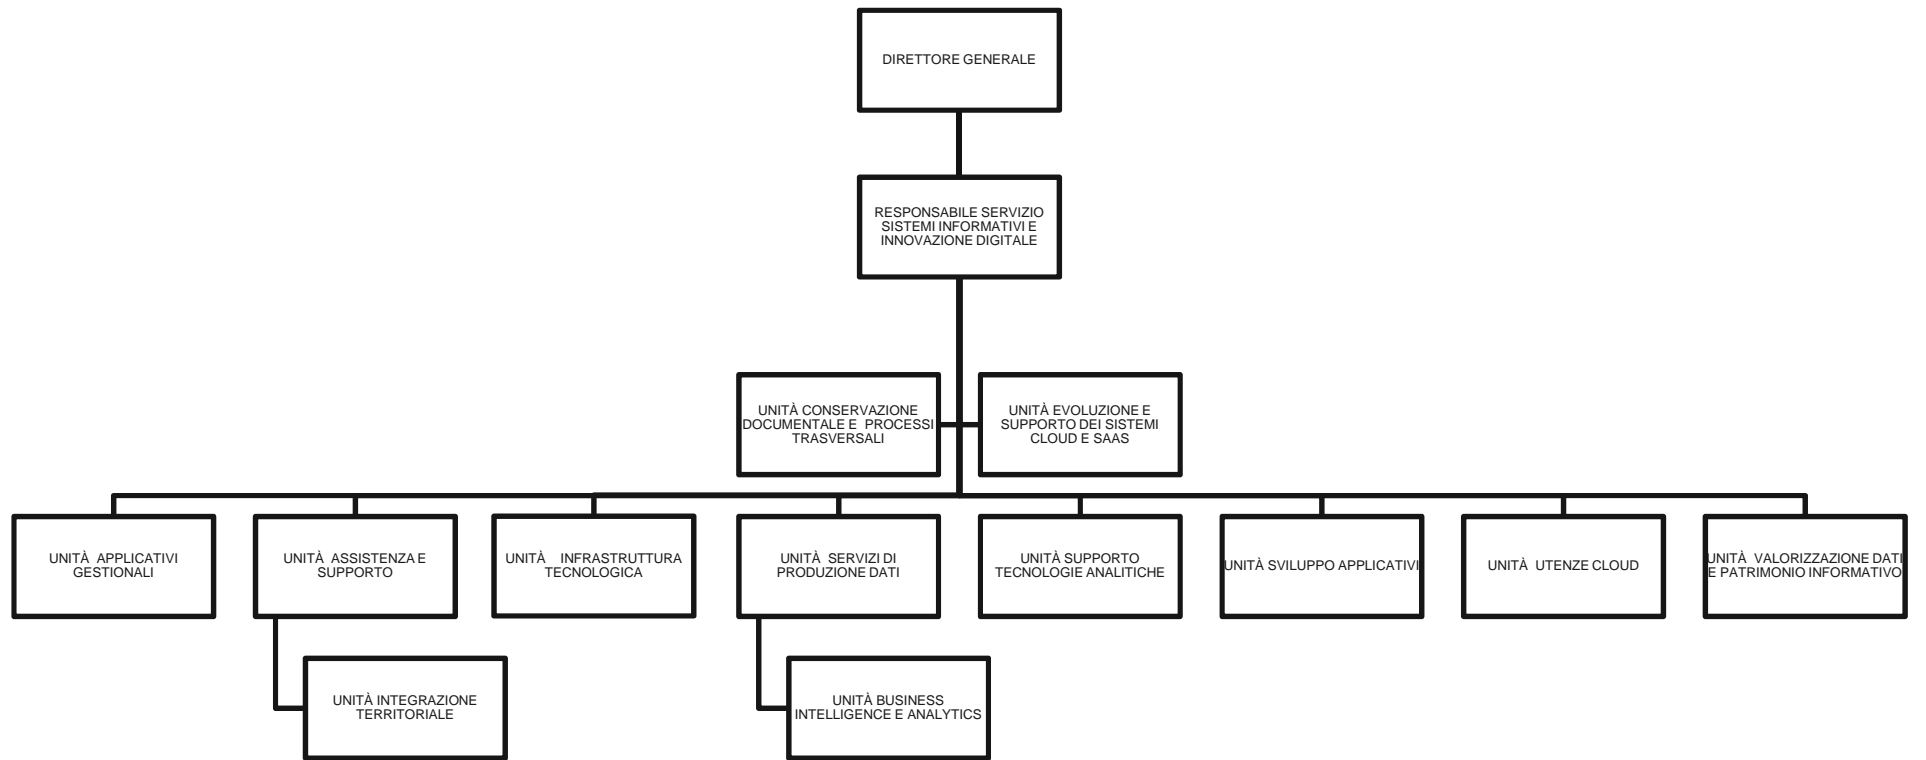 DIRETTORE GENERALE
RESPONSABILE SERVIZIO
SISTEMI INFORMATIVI E
INNOVAZIONE DIGITALE
UNITÀ CONSERVAZIONE
DOCUMENTALE E PROCESSI
TRASVERSALI
UNITÀ EVOLUZIONE E
SUPPORTO DEI SISTEMI
CLOUD E SAAS
UNITÀ APPLICATIVI
GESTIONALI
UNITÀ ASSISTENZA E
SUPPORTO
UNITÀ INFRASTRUTTURA
TECNOLOGICA
UNITÀ SERVIZI DI
PRODUZIONE DATI
UNITÀ SUPPORTO
TECNOLOGIE ANALITICHE
UNITÀ SVILUPPO APPLICATIVI
UNITÀ UTENZE CLOUD
UNITÀ VALORIZZAZIONE DATI
E PATRIMONIO INFORMATIVO
UNITÀ INTEGRAZIONE
TERRITORIALE
UNITÀ BUSINESS
INTELLIGENCE E ANALYTICS